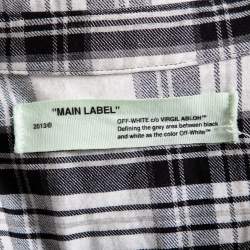 "MAIN LABEL"
2013©
OFF-WHITE c/o VIRGIL ABLOH™
Defining the grey area between black
and white as the color Off-White™